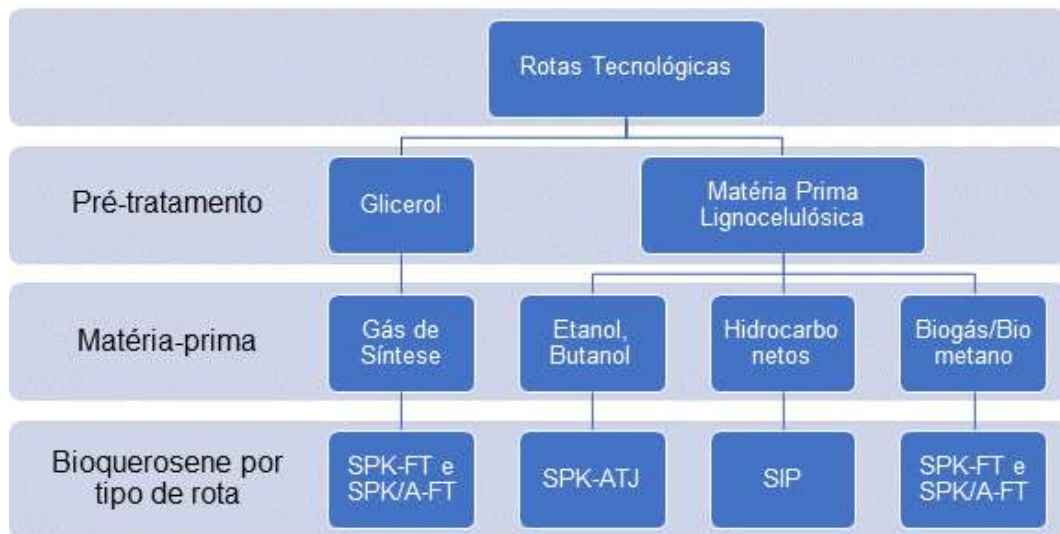 Rotas Tecnológicas
Pré-tratamento
Glicerol
Matéria Prima
Lignocelulósica
Matéria-prima
Gás de
Síntese
Etanol,
Butanol
Hidrocarbo
netos
Biogás/Bio
metano
Bioquerosene por
tipo de rota
SPK-FT e
SPK/A-FT
SPK-ATJ
SIP
SPK-FT e
SPK/A-FT